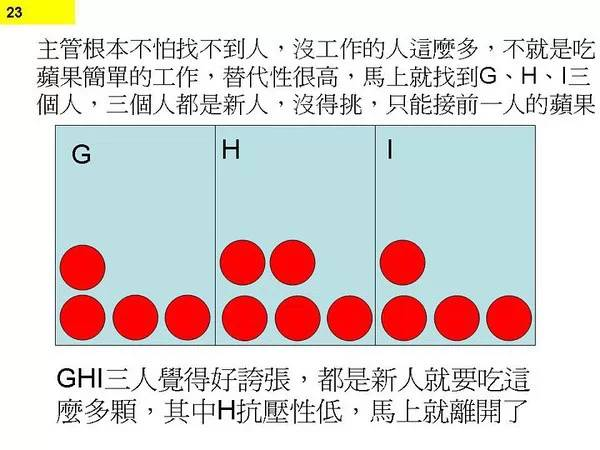 23
主管根本不怕找不到人，沒工作的人這麼多，不就是吃
蘋果簡單的工作，替代性很高，馬上就找到G、H、I三
個人，三個人都是新人，沒得挑，只能接前一人的蘋果
G H I
GHI三人覺得好誇張，都是新人就要吃這
麼多顆，其中H抗壓性低，馬上就離開了